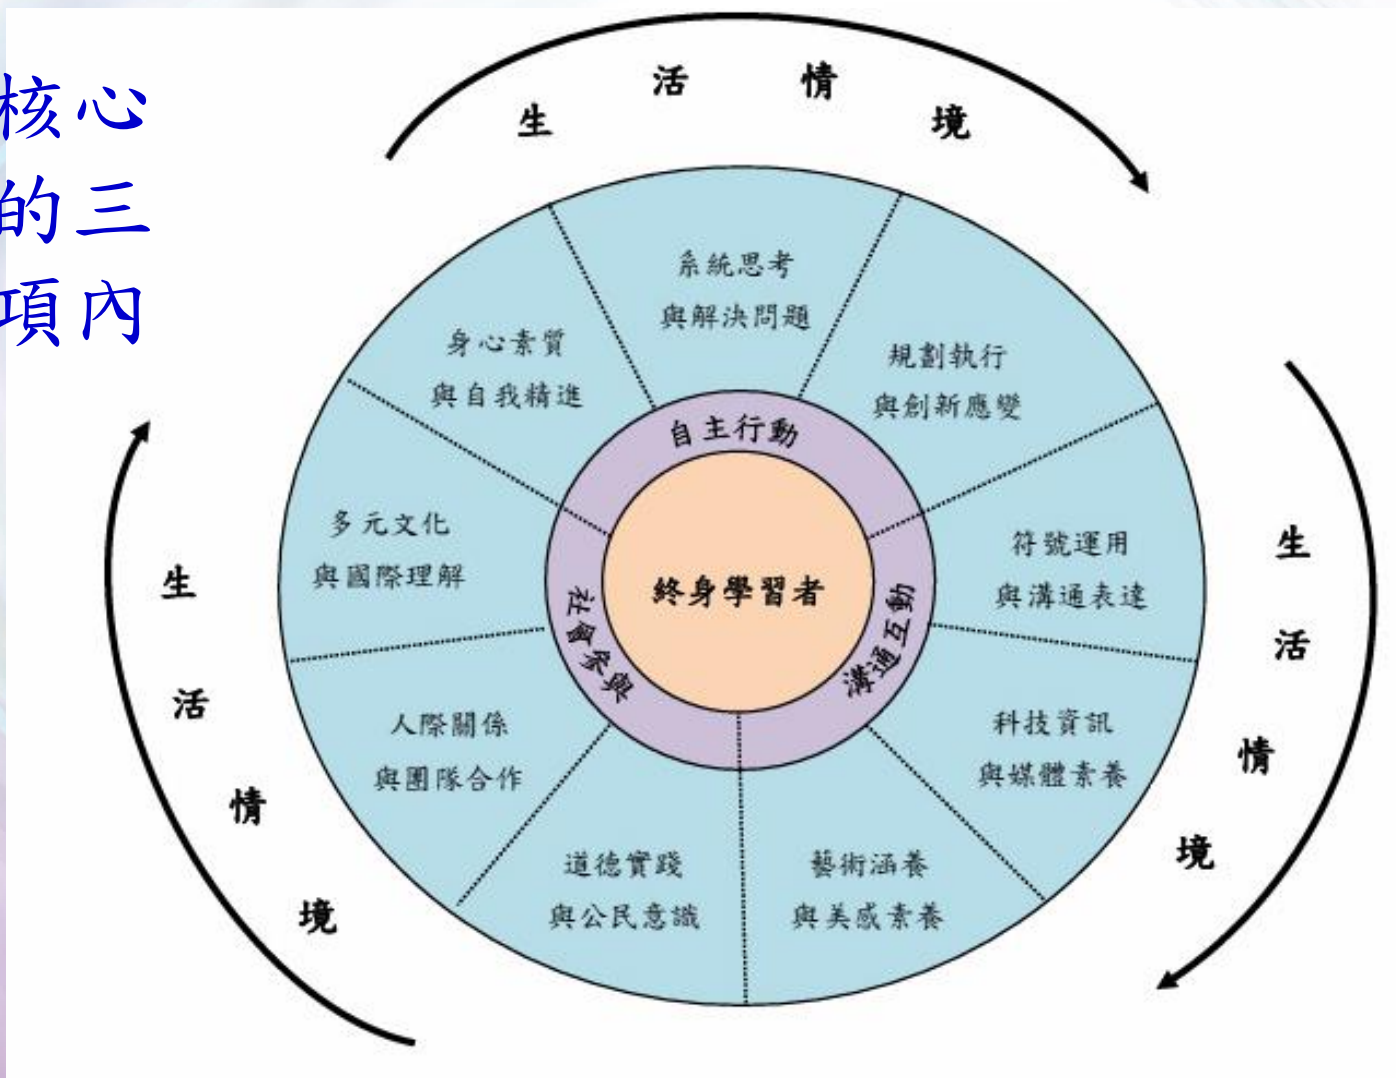 核心
的三
項內
生活情境
系統思考
與解決問題
規劃執行
與創新應變
符號運用
與溝通表達
科技資訊
與媒體素養
藝術涵養
與美感素養
道德實踐
與公民意識
人際關係
與團隊合作
多元文化
與國際理解
身心素質
與自我精進
自主行動
溝通互動
社會參與
終身學習者
生活情境
生活情境